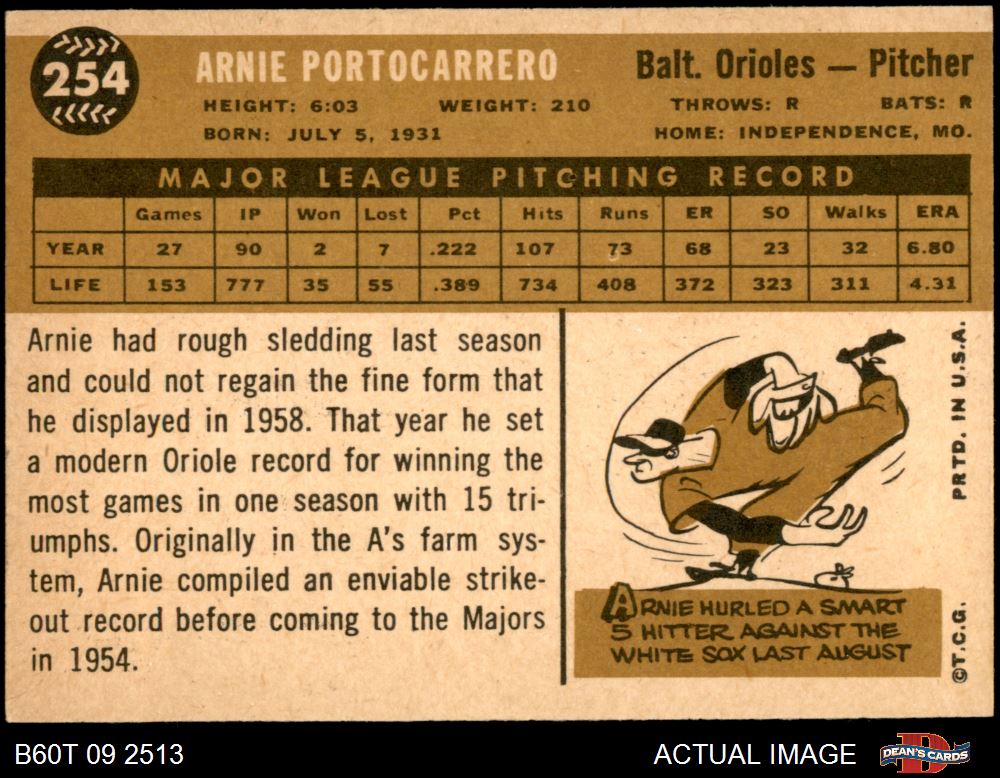 254
ARNIE PORTOCARRERO
Balt. Orioles — Pitcher
HEIGHT: 6:03 WEIGHT: 210 THROWS: R BATS: R
BORN: JULY 5, 1931 HOME: INDEPENDENCE, MO.
MAJOR LEAGUE PITCHING RECORD
Games IP Won Lost Pct Hits Runs ER SO Walks ERA
YEAR 27 90 2 7 .222 107 73 68 23 32 6.80
LIFE 153 777 35 55 .389 734 408 372 323 311 4.31
Arnie had rough sledding last season
and could not regain the fine form that
he displayed in 1958. That year he set
a modern Oriole record for winning the
most games in one season with 15 tri-
umphs. Originally in the A's farm sys-
tem, Arnie compiled an enviable strike-
out record before coming to the Majors
in 1954.
ARNIE HURLED A SMART
5 HITTER AGAINST THE
WHITE SOX LAST AUGUST
©T.C.G. PRTD. IN U.S.A.
B60T 09 2513
ACTUAL IMAGE
DEAN'S CARDS